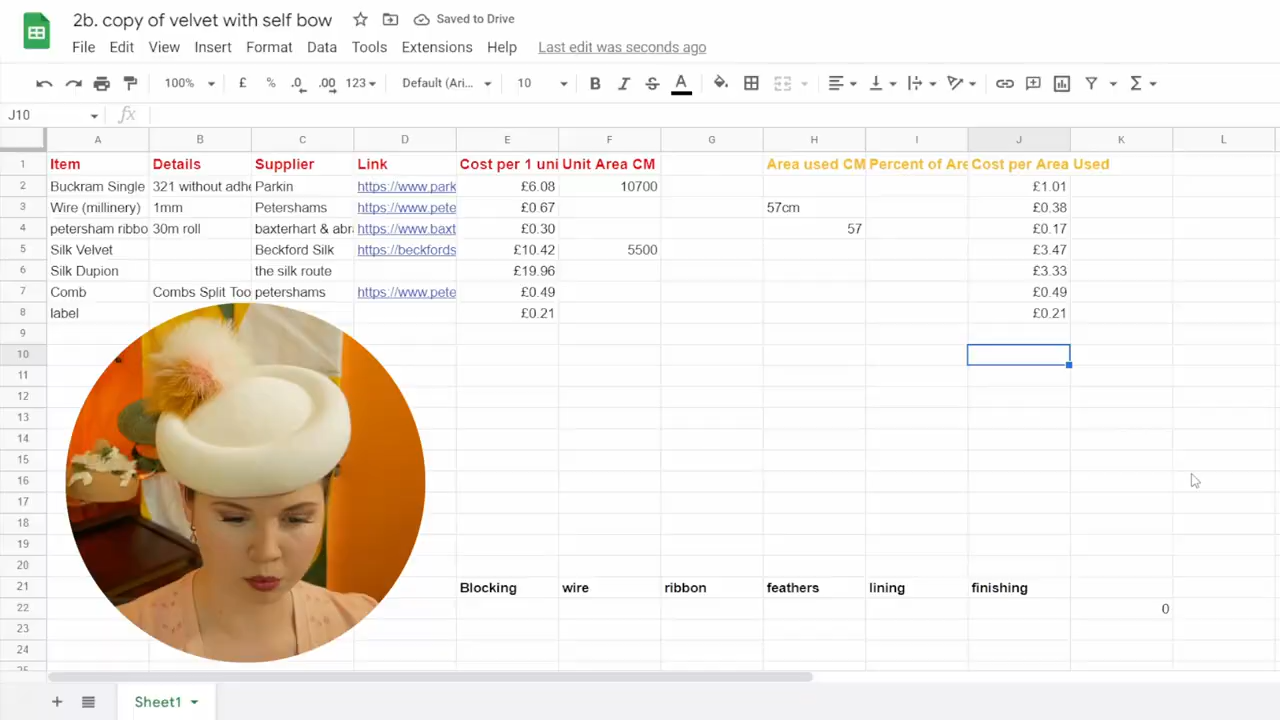 2b. copy of velvet with self bow Saved to Drive
File Edit View Insert Format Data Tools Extensions Help Last edit was seconds ago
100% £ % .0 .00 123 Default (Ari... 10 B I S A Σ
J10 fx
A B C D E F G H I J K L
1 Item Details Supplier Link Cost per 1 uni Unit Area CM Area used CM Percent of Are Cost per Area Used
2 Buckram Single 321 without adhe Parkin https://www.park £6.08 10700 £1.01
3 Wire (millinery) 1mm Petershams https://www.pete £0.67 57cm £0.38
4 petersham ribbo 30m roll baxterhart & abra https://www.baxt £0.30 57 £0.17
5 Silk Velvet Beckford Silk https://beckfords £10.42 5500 £3.47
6 Silk Dupion the silk route £19.96 £3.33
7 Comb Combs Split Too petershams https://www.pete £0.49 £0.49
8 label £0.21 £0.21
9
10
11
12
13
14
15
16
17
18
19
20
21 Blocking wire ribbon feathers lining finishing
22 0
23
24
25
Sheet1